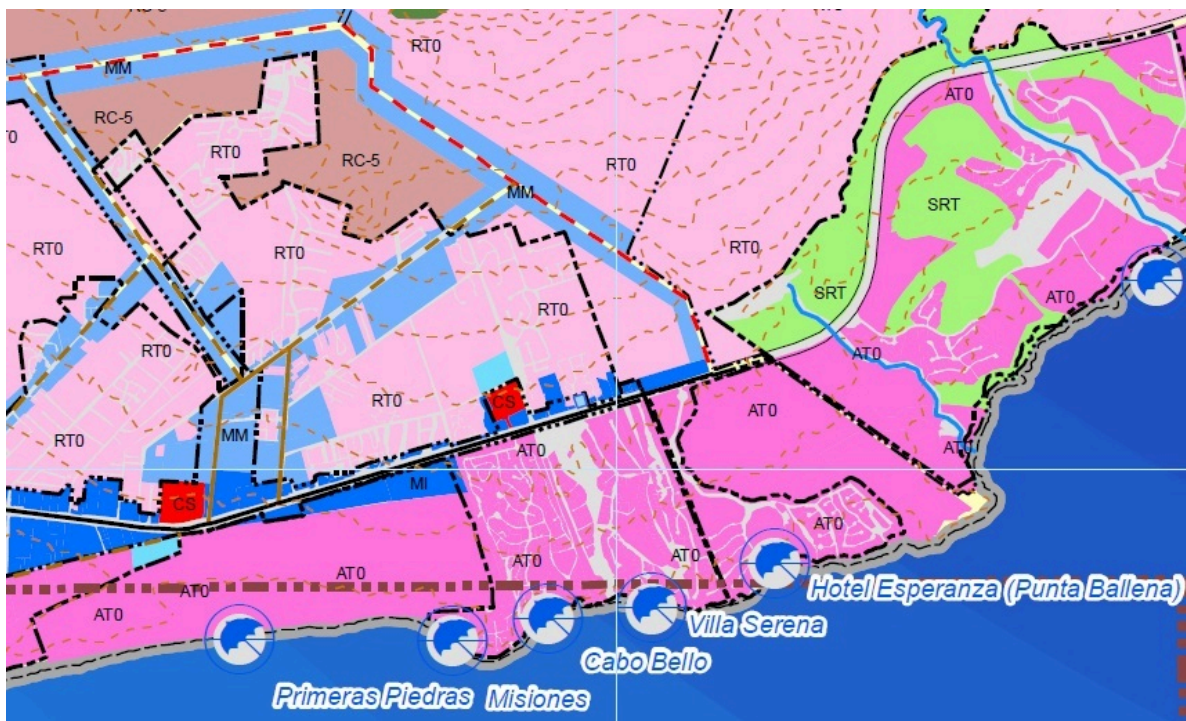 RT0
MM
RC-5
AT0
RT0
RC-5
RT0
MM
SRT
RT0
RT0
RT0
RT0
SRT
AT0
RT0
RT0
AT0
CS
RT0
AT0
RT0
MM
AT0
AT0
MI
CS
AT0
AT0
AT0
AT0
AT0
AT0
Hotel Esperanza (Punta Ballena)
Villa Serena
Cabo Bello
Primeras Piedras
Misiones